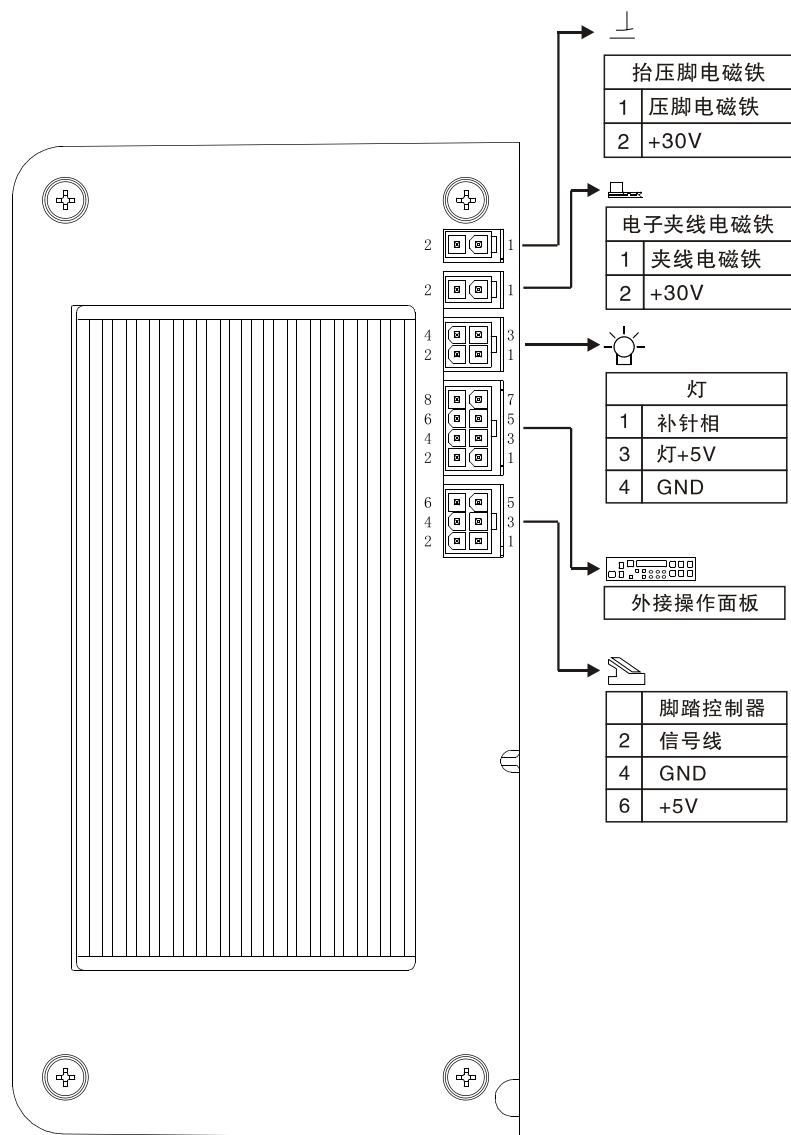 抬压脚电磁铁
1 压脚电磁铁
2 +30V
2 1
电子夹线电磁铁
1 夹线电磁铁
2 +30V
2 1
4 3
2 1
灯
1 补针相
3 灯+5V
4 GND
8 7
6 5
4 3
2 1
外接操作面板
6 5
4 3
2 1
脚踏控制器
2 信号线
4 GND
6 +5V